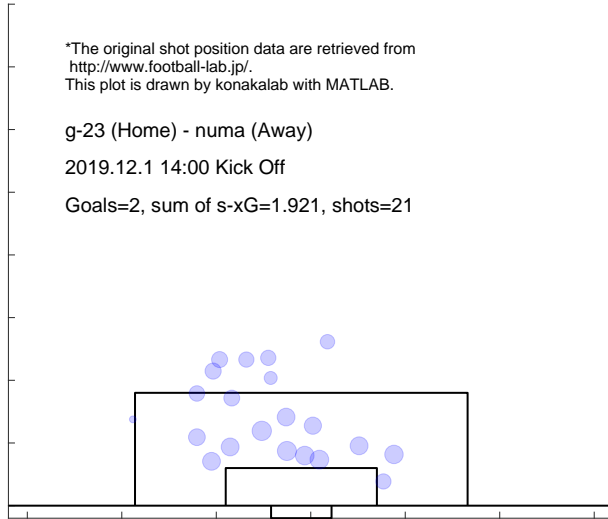 *The original shot position data are retrieved from
http://www.football-lab.jp/.
This plot is drawn by konakalab with MATLAB.
g-23 (Home) - numa (Away)
2019.12.1 14:00 Kick Off
Goals=2, sum of s-xG=1.921, shots=21